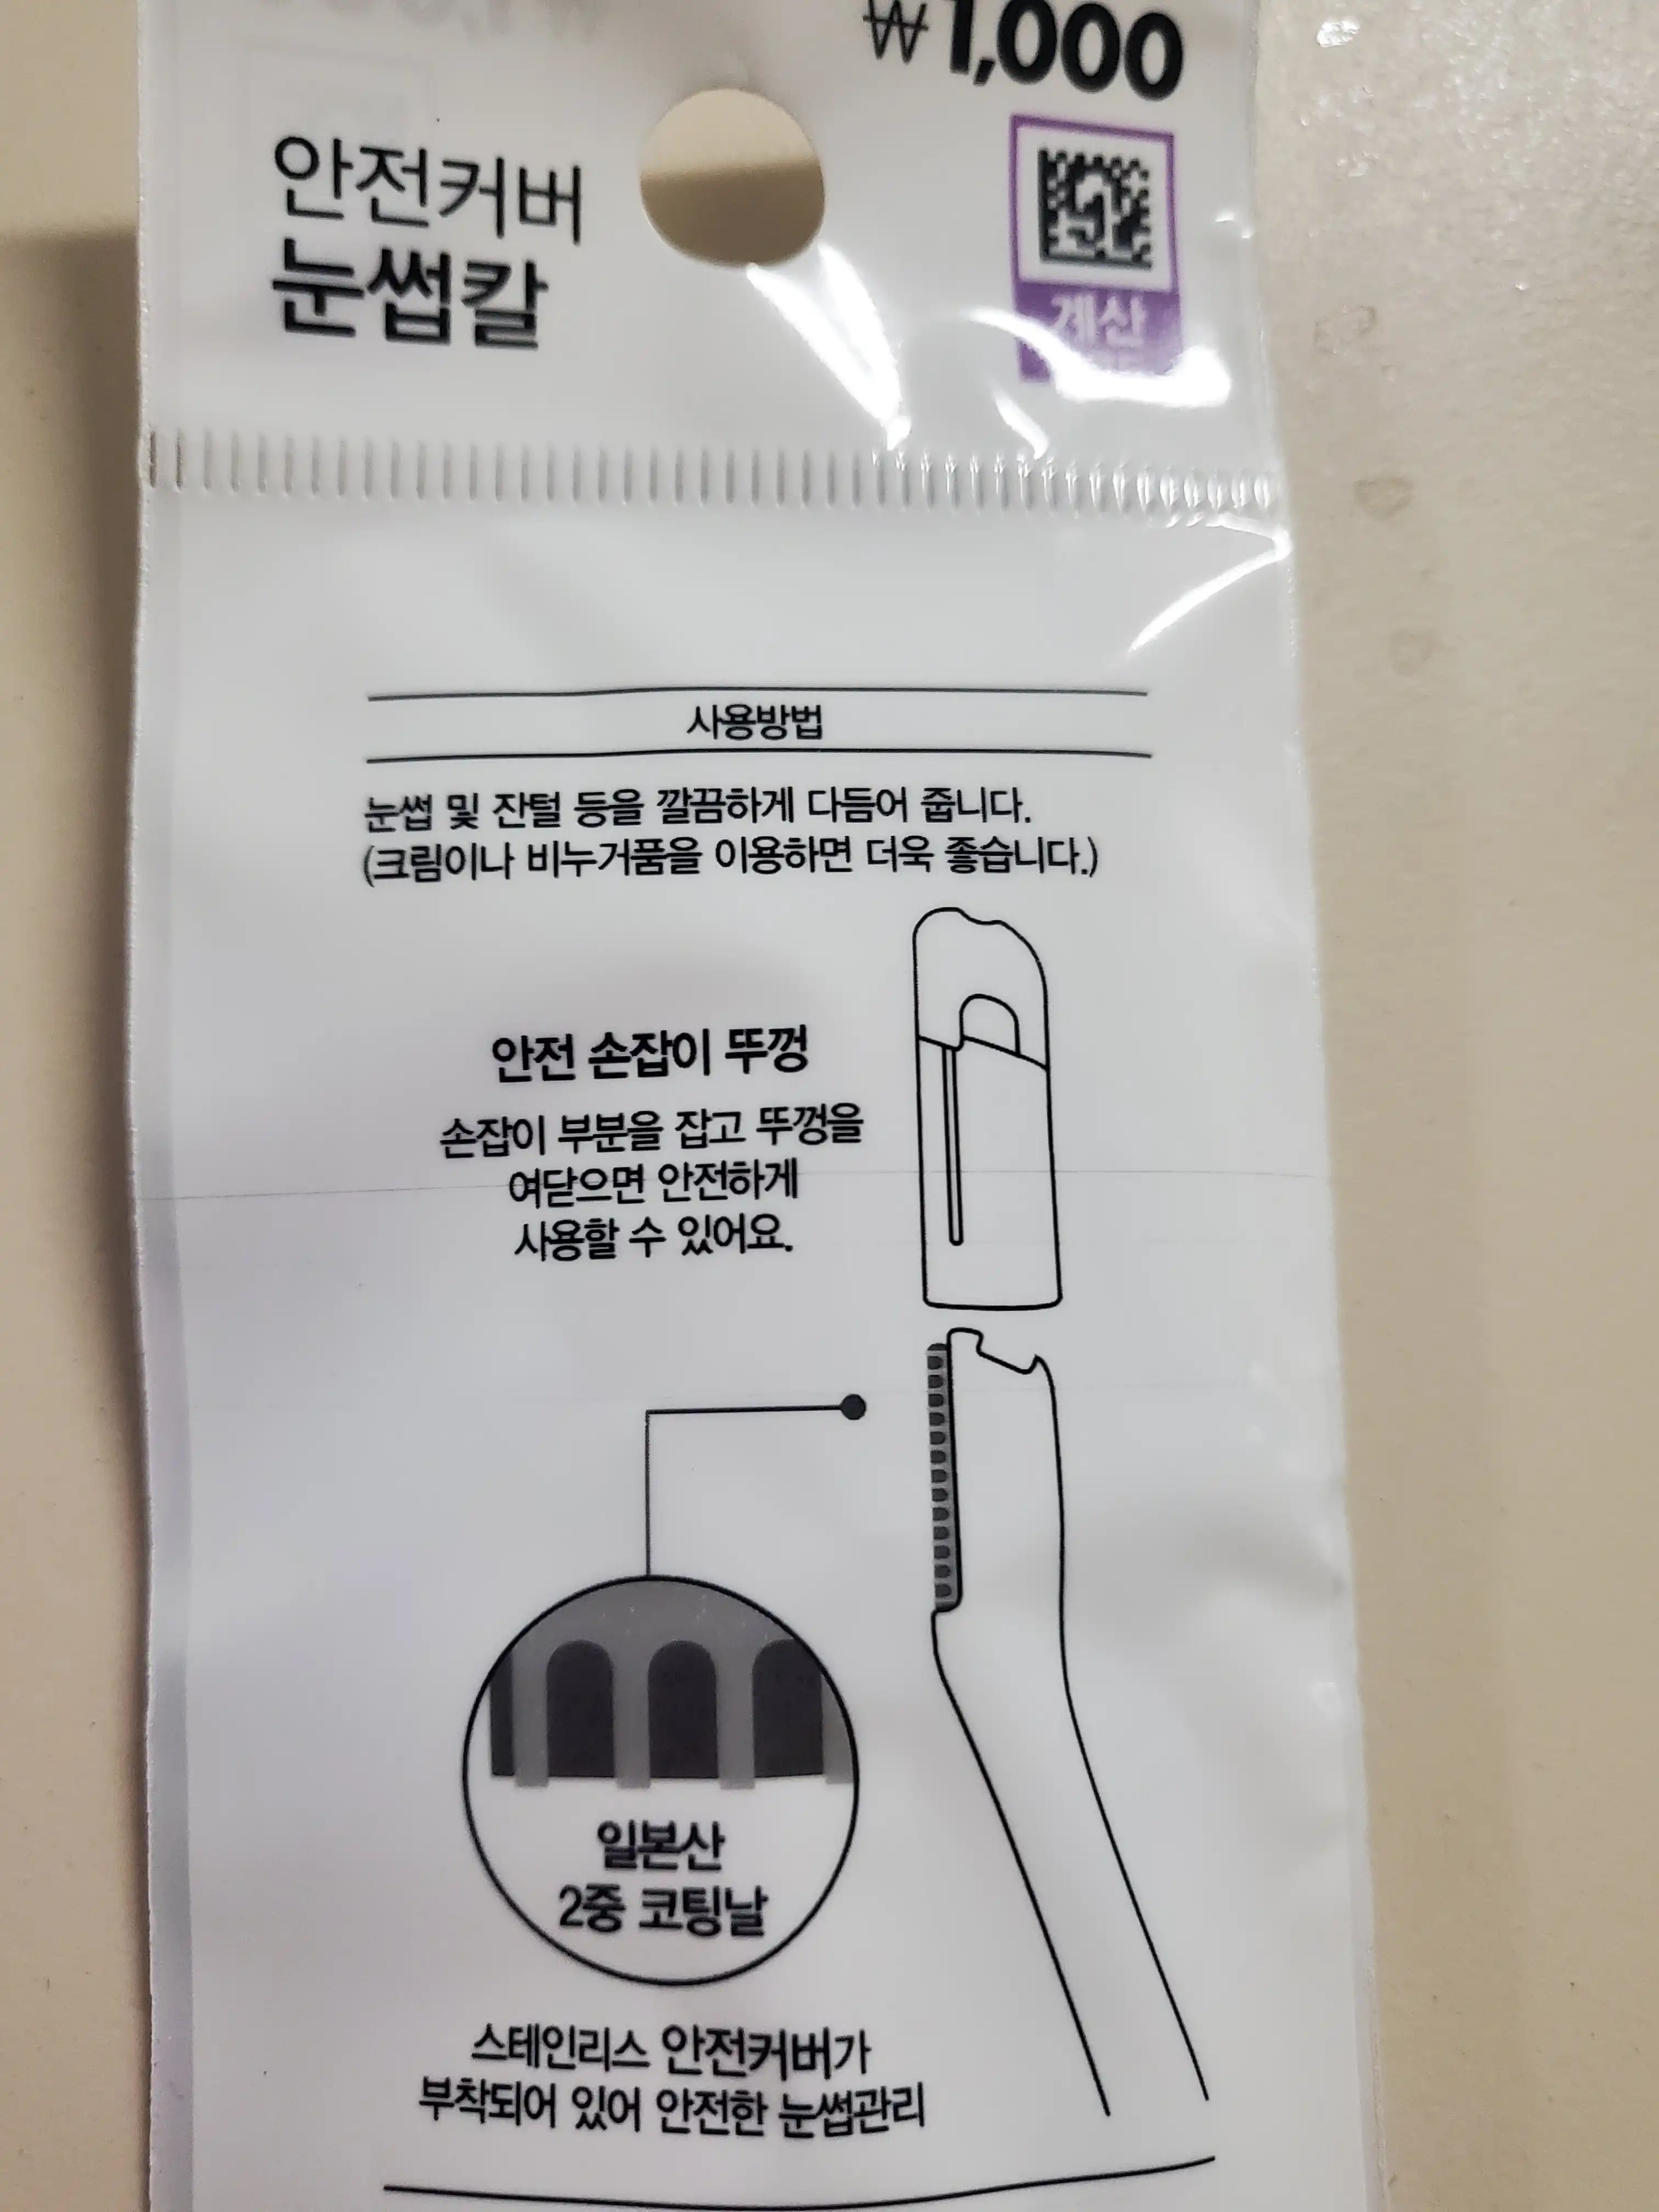 ₩1,000
안전커버
눈썹칼
계산
사용방법
눈썹 및 잔털 등을 깔끔하게 다듬어 줍니다.
(크림이나 비누거품을 이용하면 더욱 좋습니다.)
안전 손잡이 뚜껑
손잡이 부분을 잡고 뚜껑을
여닫으면 안전하게
사용할 수 있어요.
일본산
2중 코팅날
스테인리스 안전커버가
부착되어 있어 안전한 눈썹관리